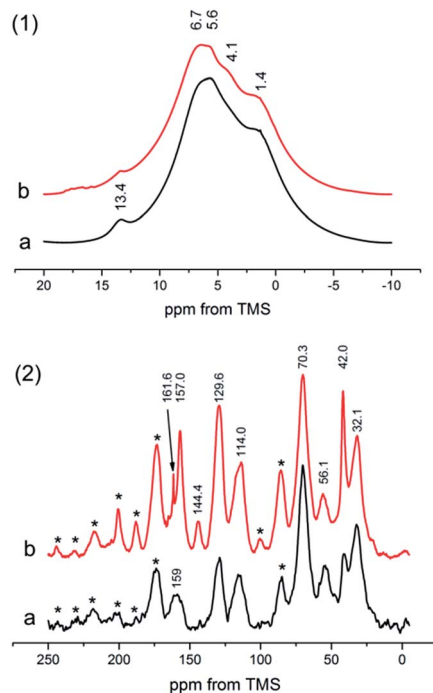 (1)
6.7 5.6
4.1
1.4
b
13.4
a
20 15 10 5 0 -5 -10
ppm from TMS
(2)
161.6 157.0 129.6 70.3 42.0
144.4 114.0 56.1 32.1
* * * * * * * *
b
159
* * * * * * *
a
250 200 150 100 50 0
ppm from TMS